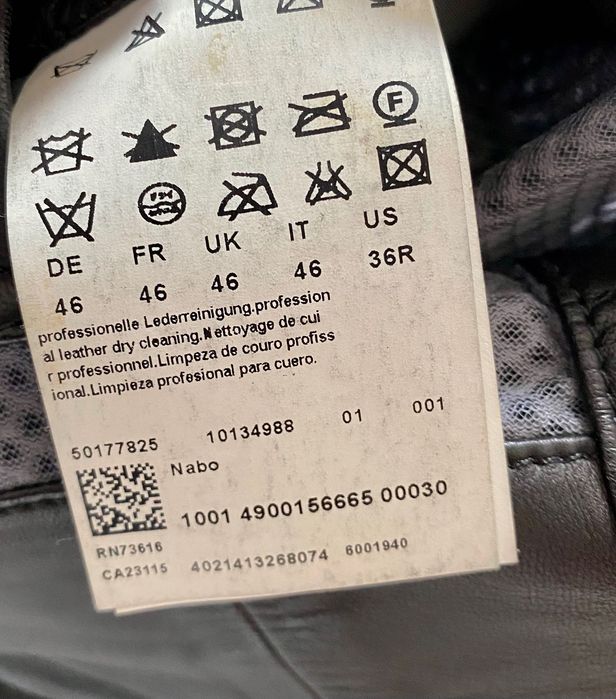 F
DE FR UK IT US
46 46 46 46 36R
professionelle Lederreinigung.profession
al leather dry cleaning.Nettoyage de cui
r professionnel.Limpeza de couro profiss
ional.Limpieza profesional para cuero.
50177825 10134988 01 001
Nabo
1001 4900156665 00030
RN73616
CA23115 4021413268074 6001940